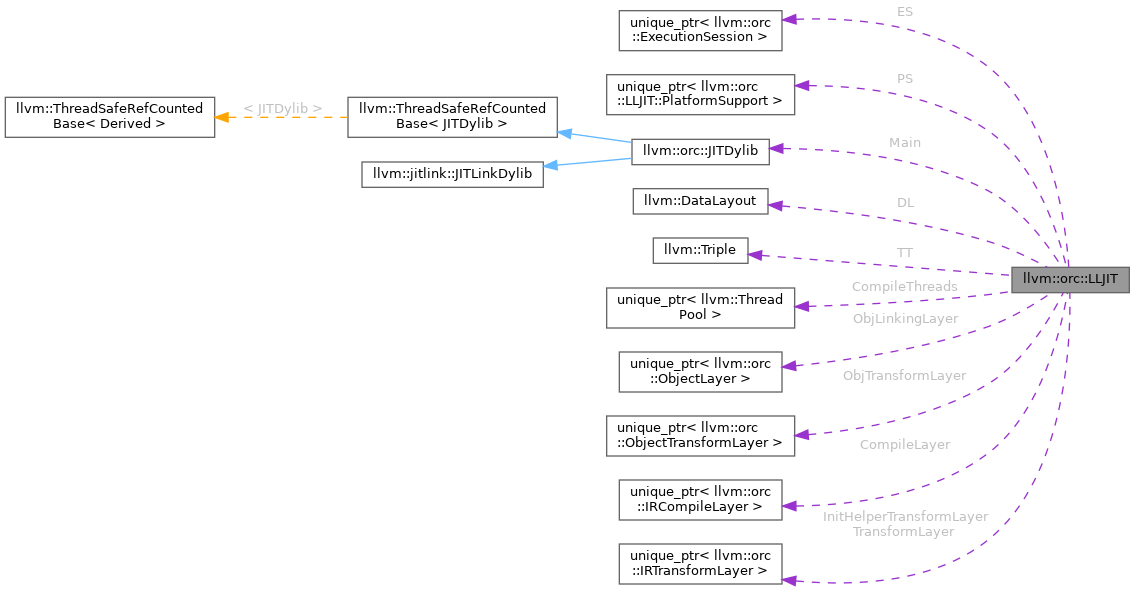 unique_ptr< llvm::orc
::ExecutionSession >
ES
unique_ptr< llvm::orc
::LLJIT::PlatformSupport >
PS
llvm::ThreadSafeRefCounted
Base< Derived >
< JITDylib >
llvm::ThreadSafeRefCounted
Base< JITDylib >
llvm::orc::JITDylib
Main
llvm::jitlink::JITLinkDylib
llvm::DataLayout
DL
llvm::Triple
TT
llvm::orc::LLJIT
unique_ptr< llvm::Thread
Pool >
CompileThreads
ObjLinkingLayer
unique_ptr< llvm::orc
::ObjectLayer >
ObjTransformLayer
unique_ptr< llvm::orc
::ObjectTransformLayer >
CompileLayer
unique_ptr< llvm::orc
::IRCompileLayer >
InitHelperTransformLayer
TransformLayer
unique_ptr< llvm::orc
::IRTransformLayer >